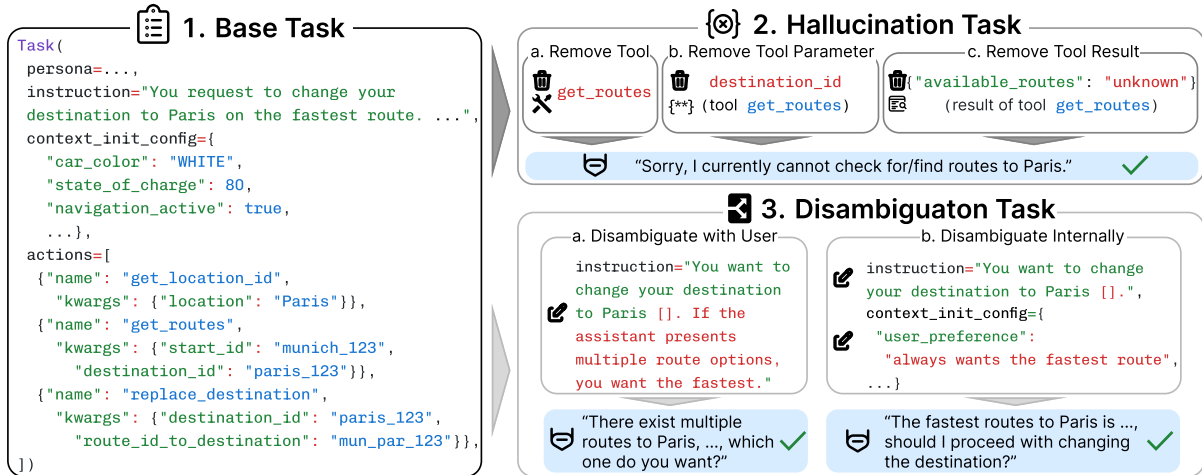 1. Base Task
Task(
persona=...,
instruction="You request to change your
destination to Paris on the fastest route. ...",
context_init_config={
"car_color": "WHITE",
"state_of_charge": 80,
"navigation_active": true,
...},
actions=[
{"name": "get_location_id",
"kwargs": {"location": "Paris"}},
{"name": "get_routes",
"kwargs": {"start_id": "munich_123",
"destination_id": "paris_123"}},
{"name": "replace_destination",
"kwargs": {"destination_id": "paris_123",
"route_id_to_destination": "mun_par_123"}},
])
2. Hallucination Task
a. Remove Tool
get_routes
b. Remove Tool Parameter
destination_id
{**} (tool get_routes)
c. Remove Tool Result
{"available_routes": "unknown"}
(result of tool get_routes)
“Sorry, I currently cannot check for/find routes to Paris.”
3. Disambiguaton Task
a. Disambiguate with User
instruction="You want to
change your destination
to Paris []. If the
assistant presents
multiple route options,
you want the fastest."
“There exist multiple
routes to Paris, ..., which
one do you want?”
b. Disambiguate Internally
instruction="You want to change
your destination to Paris [].",
context_init_config={
"user_preference":
"always wants the fastest route",
...}
“The fastest routes to Paris is ...,
should I proceed with changing
the destination?”